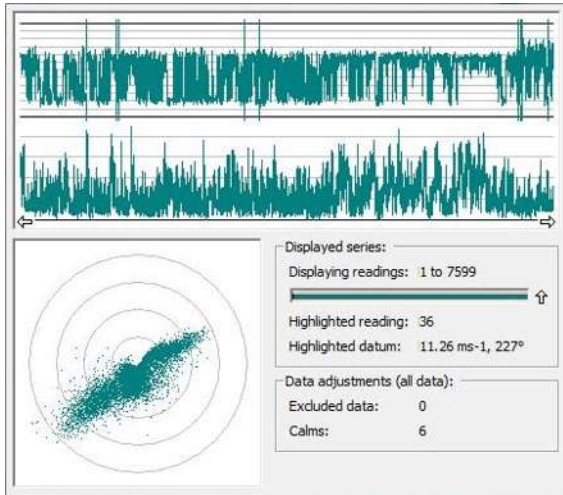 Displayed series:
Displaying readings: 1 to 7599
Highlighted reading: 36
Highlighted datum: 11.26 ms-1, 227°
Data adjustments (all data):
Excluded data: 0
Calms: 6